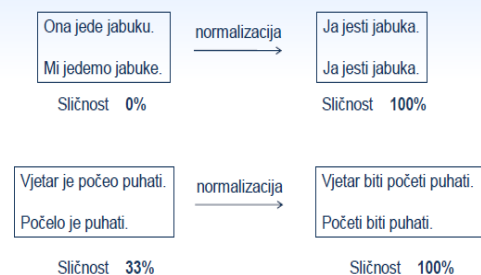 Ona jede jabuku.
Mi jedemo jabuke.
normalizacija
Ja jesti jabuka.
Ja jesti jabuka.
Sličnost 0%
Sličnost 100%
Vjetar je počeo puhati.
Počelo je puhati.
normalizacija
Vjetar biti početi puhati.
Početi biti puhati.
Sličnost 33%
Sličnost 100%